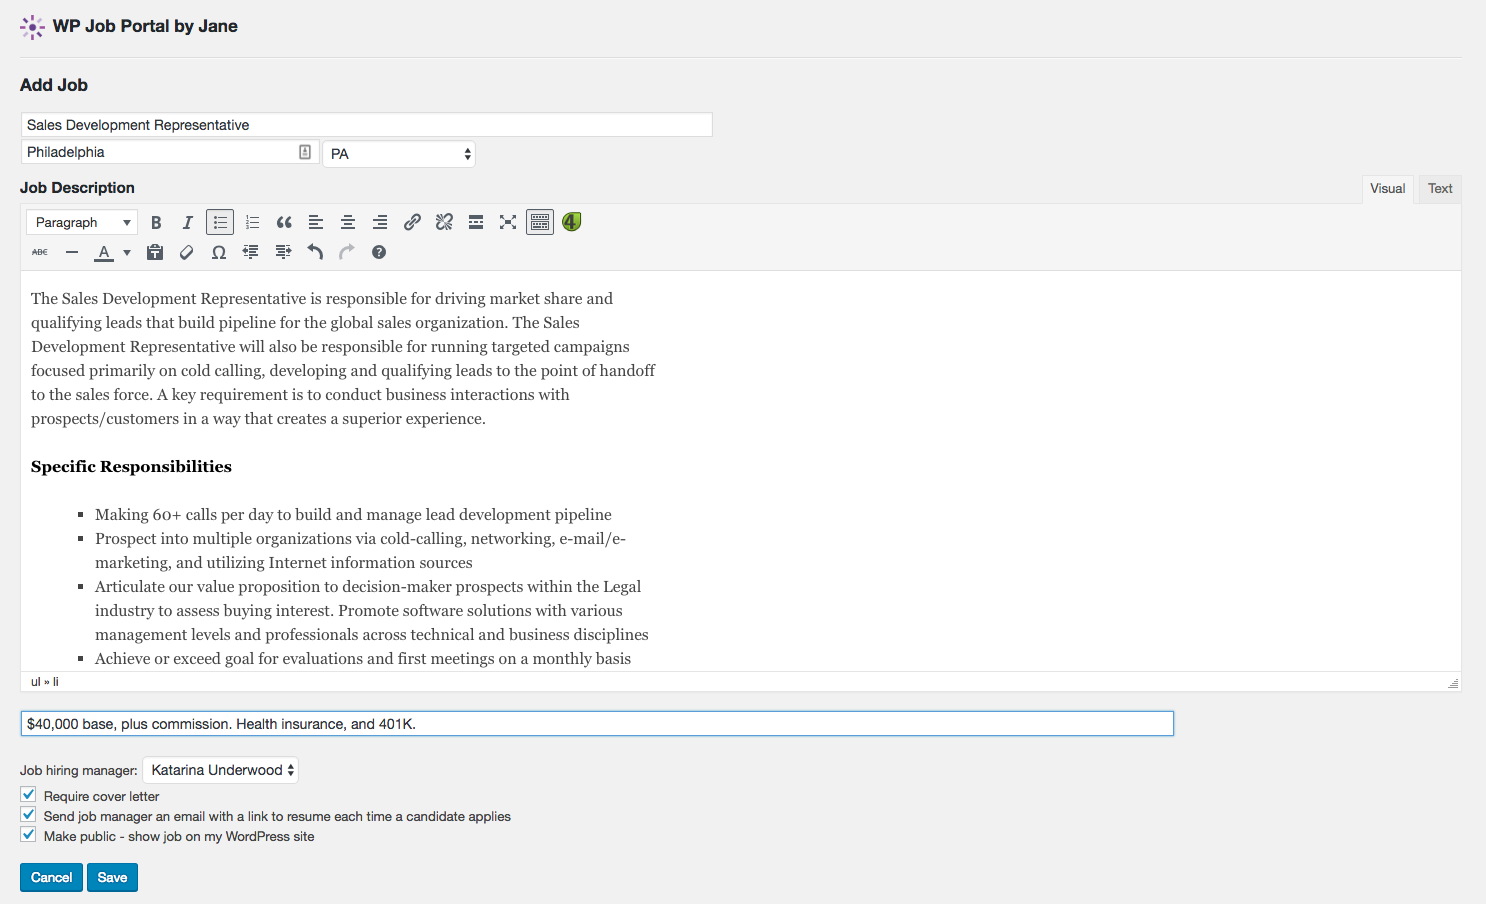 WP Job Portal by Jane
Add Job
Sales Development Representative
Philadelphia PA
Job Description Visual Text
Paragraph B I 4
ABC A Ω ?
The Sales Development Representative is responsible for driving market share and
qualifying leads that build pipeline for the global sales organization. The Sales
Development Representative will also be responsible for running targeted campaigns
focused primarily on cold calling, developing and qualifying leads to the point of handoff
to the sales force. A key requirement is to conduct business interactions with
prospects/customers in a way that creates a superior experience.
Specific Responsibilities
Making 60+ calls per day to build and manage lead development pipeline
Prospect into multiple organizations via cold-calling, networking, e-mail/e-
marketing, and utilizing Internet information sources
Articulate our value proposition to decision-maker prospects within the Legal
industry to assess buying interest. Promote software solutions with various
management levels and professionals across technical and business disciplines
Achieve or exceed goal for evaluations and first meetings on a monthly basis
ul » li
$40,000 base, plus commission. Health insurance, and 401K.
Job hiring manager: Katarina Underwood
Require cover letter
Send job manager an email with a link to resume each time a candidate applies
Make public - show job on my WordPress site
Cancel Save